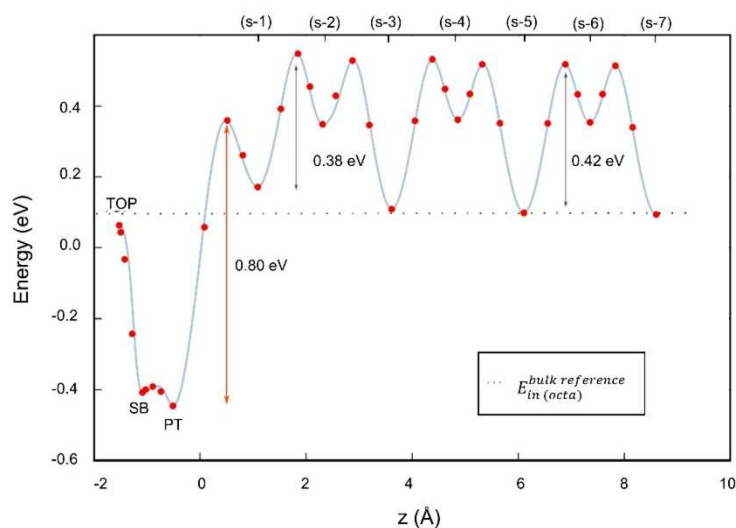 (s-1) (s-2) (s-3) (s-4) (s-5) (s-6) (s-7)
Energy (eV)
0.4
0.2
0.0
-0.2
-0.4
-0.6
TOP
SB
PT
0.80 eV
0.38 eV
0.42 eV
E_{in (octa)}^{bulk reference}
-2 0 2 4 6 8 10
z (Å)